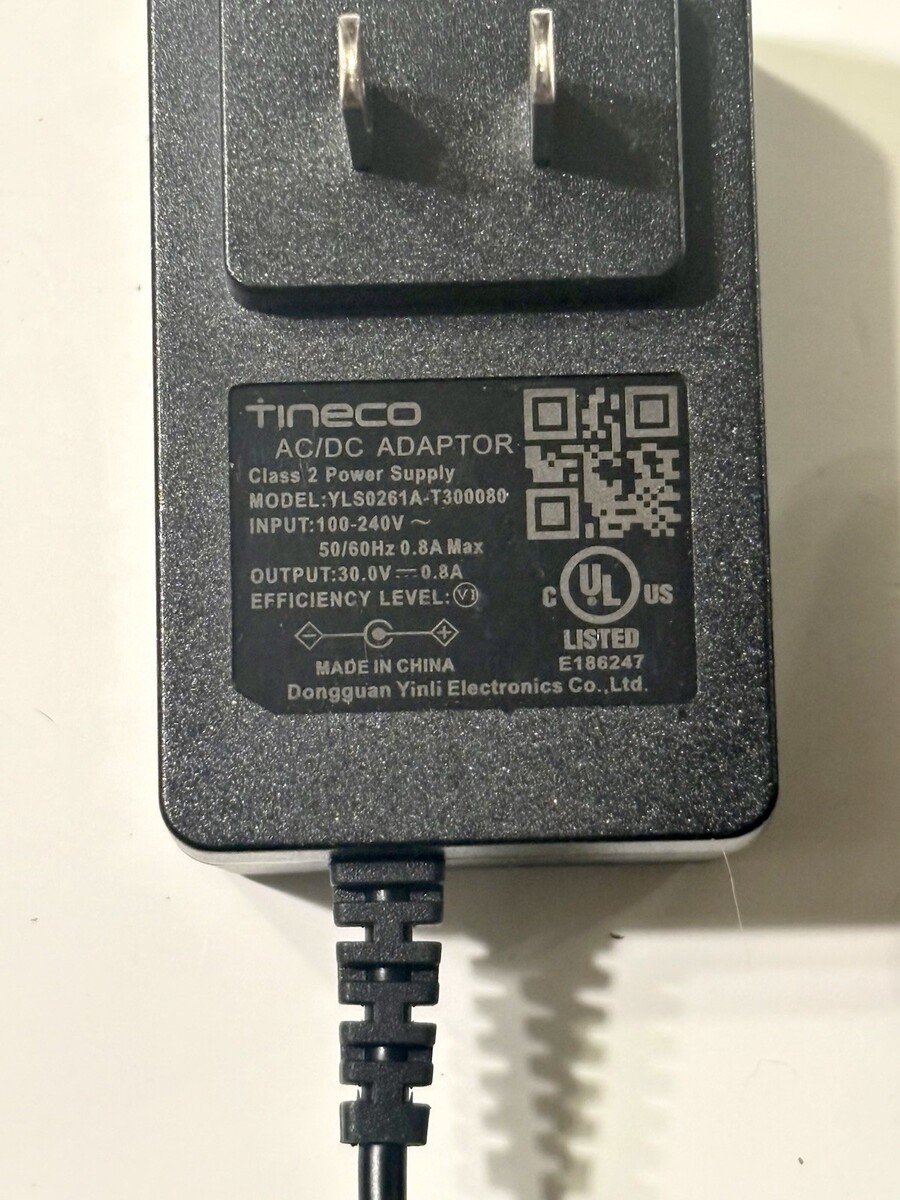 TINECO
AC/DC ADAPTOR
Class 2 Power Supply
MODEL:YLS0261A-T300080
INPUT:100-240V ~
50/60Hz 0.8A Max
OUTPUT:30.0V ⎓ 0.8A
EFFICIENCY LEVEL:VI
- +
MADE IN CHINA
C UL US
LISTED
E186247
Dongguan Yinli Electronics Co.,Ltd.